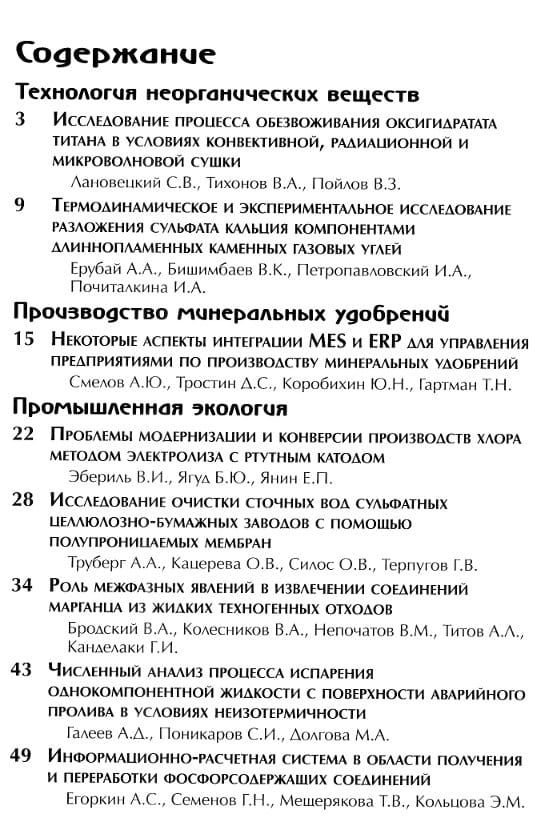 Содержание
Технология неорганических веществ
3 Исследование процесса обезвоживания оксигидратата
титана в условиях конвективной, радиационной и
микроволновой сушки
Лановецкий С.В., Тихонов В.А., Пойлов В.З.
9 Термодинамическое и экспериментальное исследование
разложения сульфата кальция компонентами
длиннопламенных каменных газовых углей
Ерубай А.А., Бишимбаев В.К., Петропавловский И.А.,
Почиталкина И.А.
Производство минеральных удобрений
15 Некоторые аспекты интеграции MES и ERP для управления
предприятиями по производству минеральных удобрений
Смелов А.Ю., Тростин Д.С., Коробихин Ю.Н., Гартман Т.Н.
Промышленная экология
22 Проблемы модернизации и конверсии производств хлора
методом электролиза с ртутным катодом
Эбериль В.И., Ягуд Б.Ю., Янин Е.П.
28 Исследование очистки сточных вод сульфатных
целлюлозно-бумажных заводов с помощью
полупроницаемых мембран
Труберг А.А., Кацерева О.В., Силос О.В., Терпугов Г.В.
34 Роль межфазных явлений в извлечении соединений
марганца из жидких техногенных отходов
Бродский В.А., Колесников В.А., Непочатов В.М., Титов А.Л.,
Канделаки Г.И.
43 Численный анализ процесса испарения
однокомпонентной жидкости с поверхности аварийного
пролива в условиях неизотермичности
Галеев А.Д., Поникаров С.И., Долгова М.А.
49 Информационно-расчетная система в области получения
и переработки фосфорсодержащих соединений
Егоркин А.С., Семенов Г.Н., Мещерякова Т.В., Кольцова Э.М.